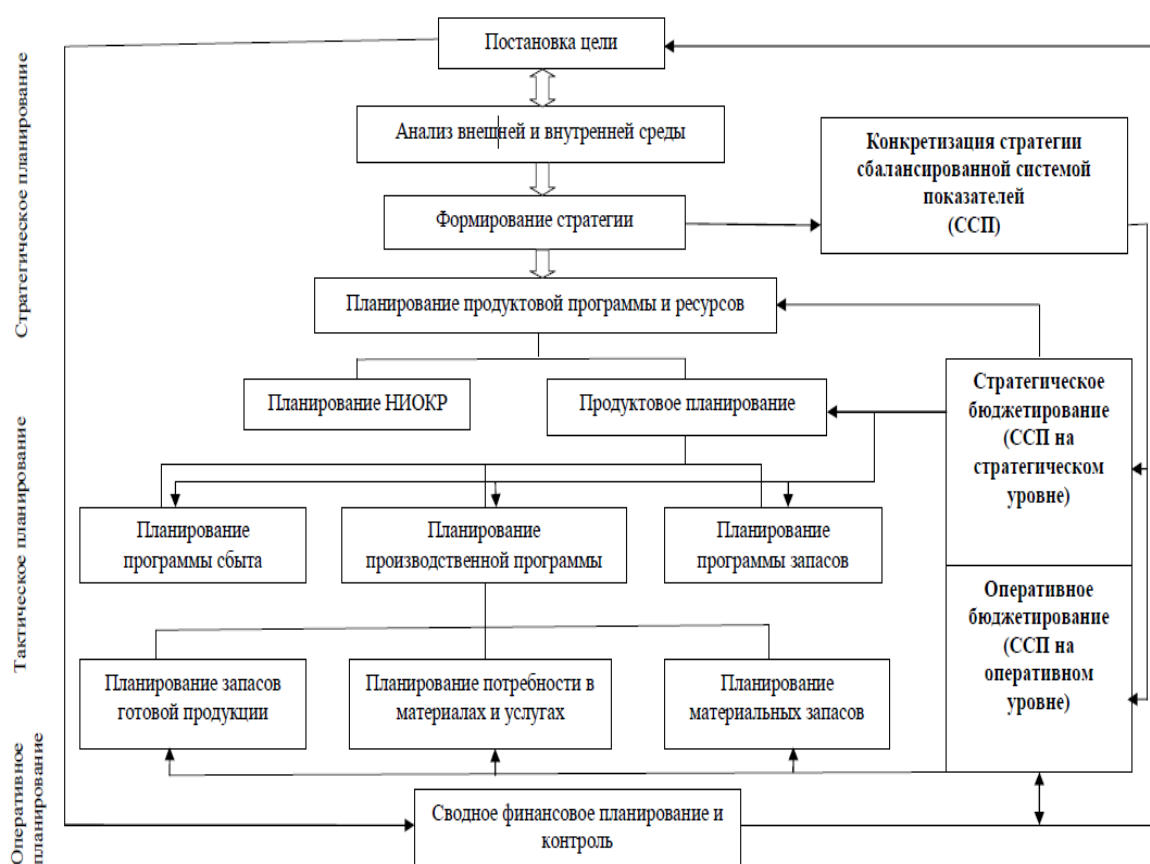 Стратегическое планирование
Тактическое планирование
Оперативное
планирование
Постановка цели
Анализ внешней и внутренней среды
Формирование стратегии
Конкретизация стратегии
сбалансированной системой
показателей
(ССП)
Планирование продуктовой программы и ресурсов
Планирование НИОКР
Продуктовое планирование
Стратегическое
бюджетирование
(ССП на
стратегическом
уровне)
Планирование
программы сбыта
Планирование
производственной программы
Планирование
программы запасов
Оперативное
бюджетирование
(ССП на
оперативном
уровне)
Планирование запасов
готовой продукции
Планирование потребности в
материалах и услугах
Планирование
материальных запасов
Сводное финансовое планирование и
контроль